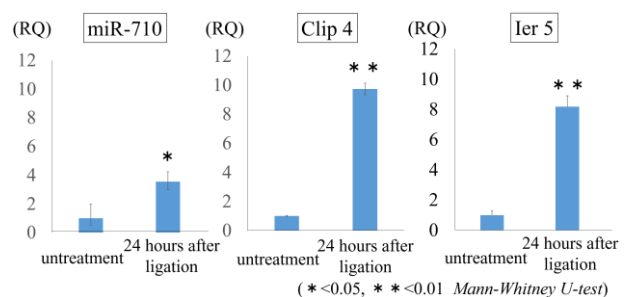 (RQ) miR-710
12
10
8
6
4
2
0
*
untreatment 24 hours after
ligation
(RQ) Clip 4
12
10
8
6
4
2
0
**
untreatment 24 hours after
ligation
(RQ) Ier 5
12
10
8
6
4
2
0
**
untreatment 24 hours after
ligation
(*<0.05, **<0.01 Mann-Whitney U-test)